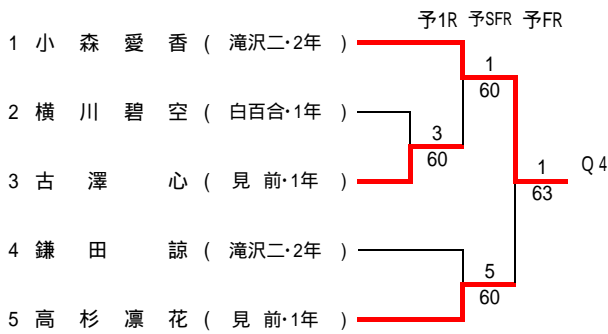 予1R 予SFR 予FR
1 小 森 愛 香 ( 滝沢二・2年 )
1
60
2 横 川 碧 空 ( 白百合・1年 )
3
60
3 古 澤 心 ( 見 前・1年 )
1
63
Q4
4 鎌 田 諒 ( 滝沢二・2年 )
5
60
5 高 杉 凛 花 ( 見 前・1年 )